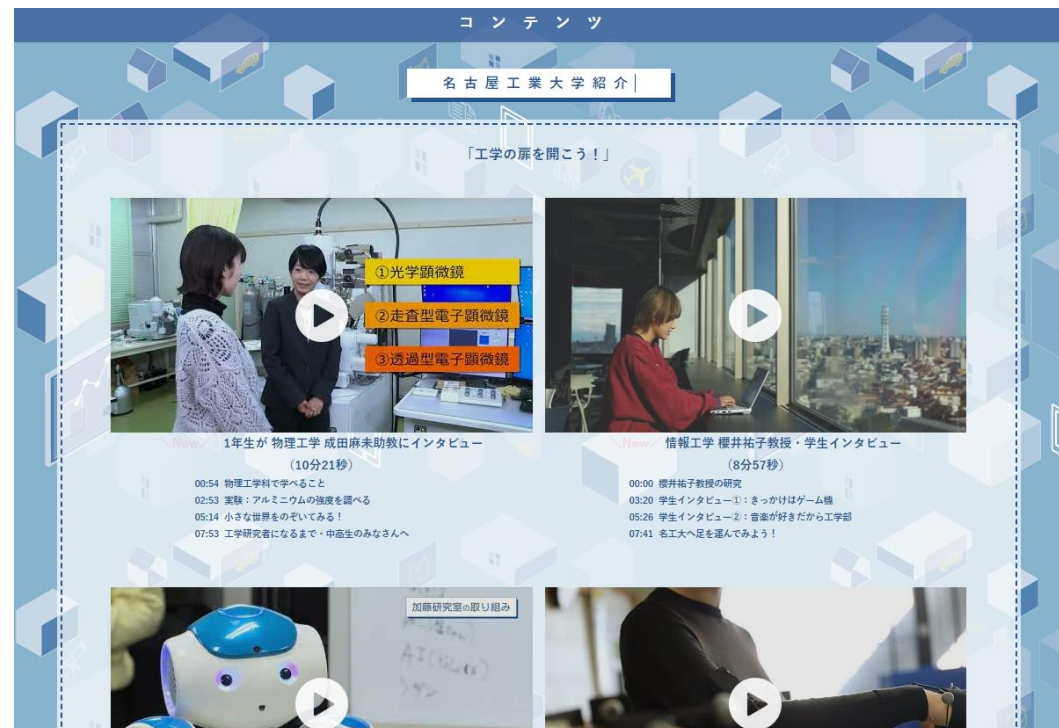 コンテンツ
名古屋工業大学紹介
「工学の扉を開こう！」
①光学顕微鏡
②走査型電子顕微鏡
③透過型電子顕微鏡
New 1年生が 物理工学 成田麻未助教にインタビュー
（10分21秒）
00:54 物理工学科で学べること
02:53 実験：アルミニウムの強度を調べる
05:14 小さな世界をのぞいてみる！
07:53 工学研究者になるまで・中高生のみなさんへ
New 情報工学 櫻井祐子教授・学生インタビュー
（8分57秒）
00:00 櫻井祐子教授の研究
03:20 学生インタビュー①：きっかけはゲーム機
05:26 学生インタビュー②：音楽が好きだから工学部
07:41 名工大へ足を運んでみよう！
加藤研究室の取り組み